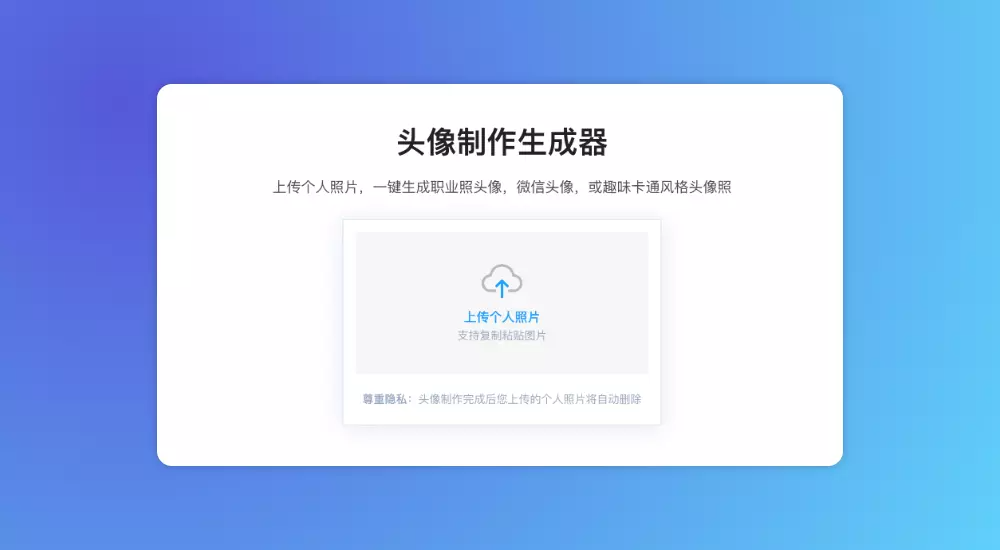 头像制作生成器
上传个人照片，一键生成职业照头像，微信头像，或趣味卡通风格头像照
上传个人照片
支持复制粘贴图片
尊重隐私：头像制作完成后您上传的个人照片将自动删除